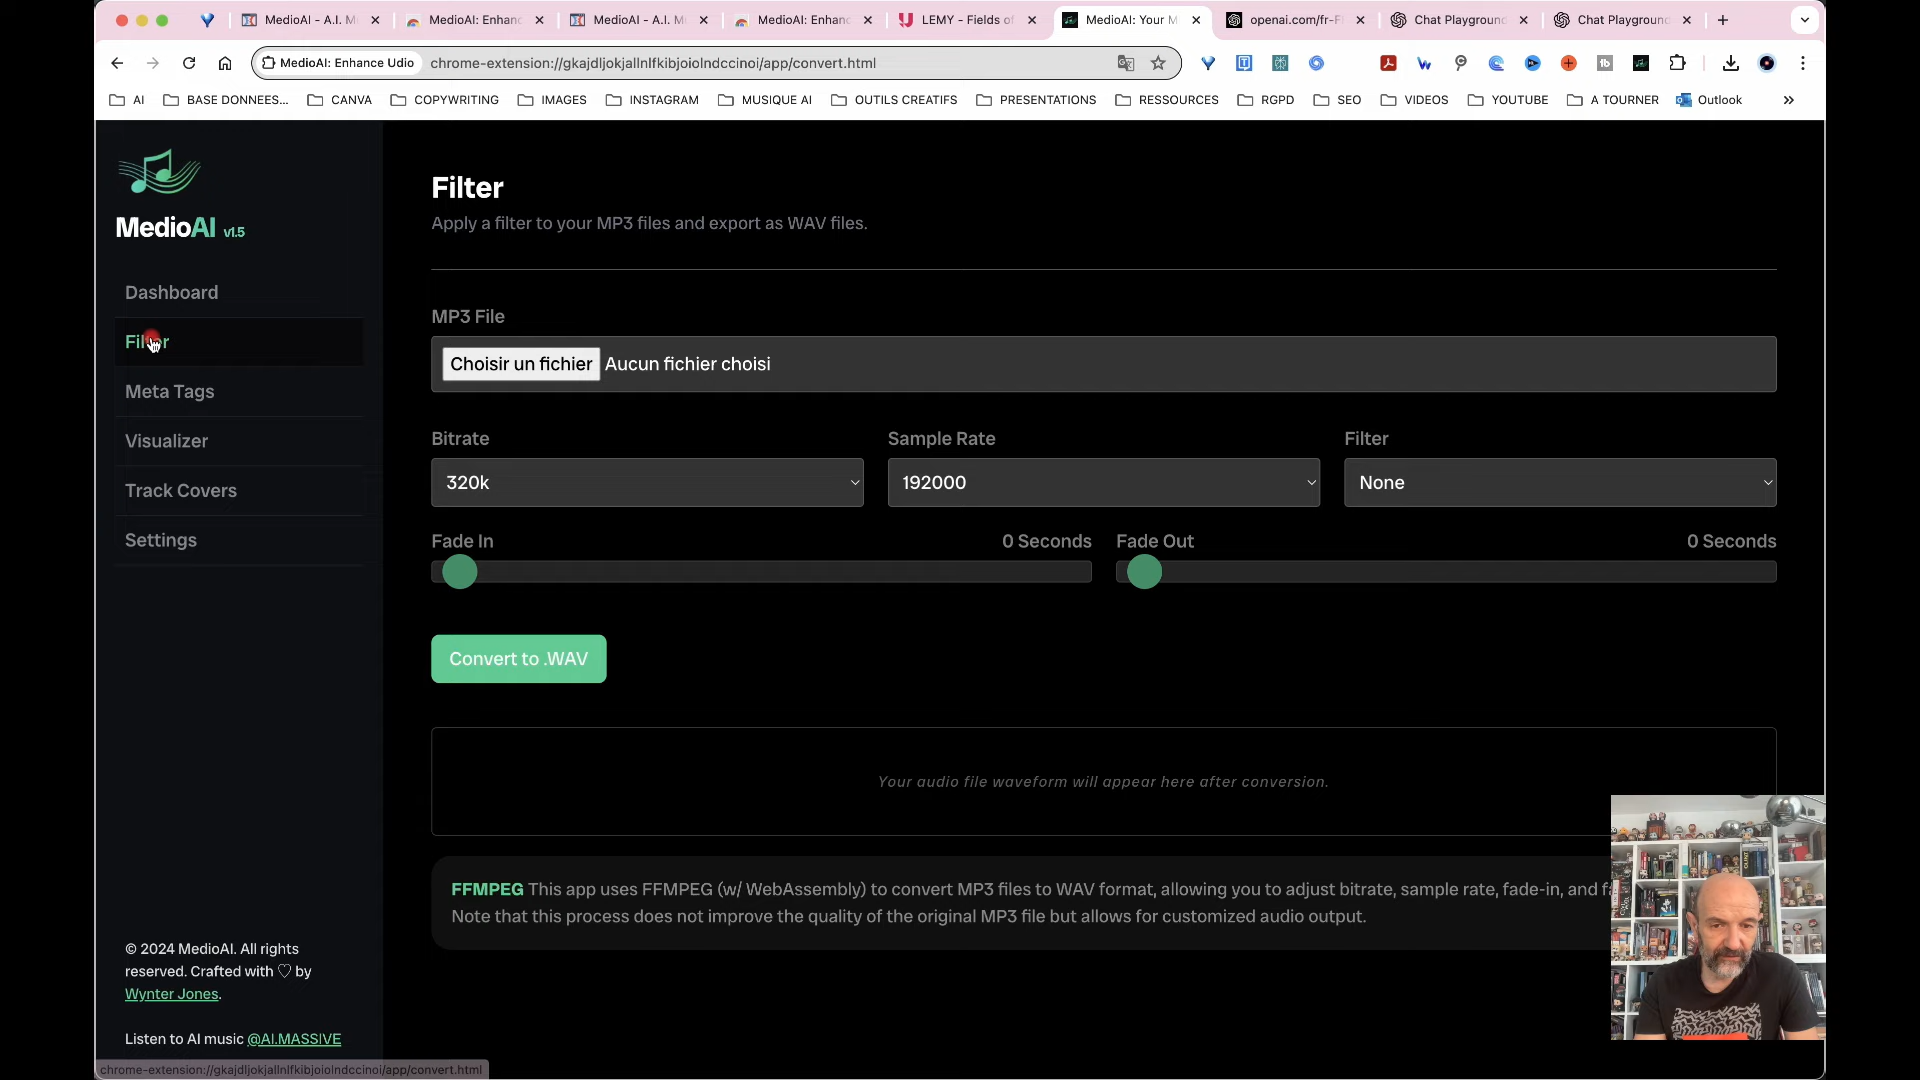 MedioAI - A.I. M
MedioAI: Enhanc
MedioAI - A.I. M
MedioAI: Enhanc
LEMY - Fields of
MedioAI: Your M
openai.com/fr-F
Chat Playground
Chat Playground
MedioAI: Enhance Udio
chrome-extension://gkajdljokjallnlfkibjoiolndccinoi/app/convert.html
AI
BASE DONNEES...
CANVA
COPYWRITING
IMAGES
INSTAGRAM
MUSIQUE AI
OUTILS CREATIFS
PRESENTATIONS
RESSOURCES
RGPD
SEO
VIDEOS
YOUTUBE
A TOURNER
Outlook
»
MedioAI v1.5
Dashboard
Filter
Meta Tags
Visualizer
Track Covers
Settings
© 2024 MedioAI. All rights
reserved. Crafted with ♡ by
Wynter Jones.
Listen to AI music @AI.MASSIVE
chrome-extension://gkajdljokjallnlfkibjoiolndccinoi/app/convert.html
Filter
Apply a filter to your MP3 files and export as WAV files.
MP3 File
Choisir un fichier Aucun fichier choisi
Bitrate
Sample Rate
Filter
320k
192000
None
Fade In
0 Seconds
Fade Out
0 Seconds
Convert to .WAV
Your audio file waveform will appear here after conversion.
FFMPEG This app uses FFMPEG (w/ WebAssembly) to convert MP3 files to WAV format, allowing you to adjust bitrate, sample rate, fade-in, and f
Note that this process does not improve the quality of the original MP3 file but allows for customized audio output.